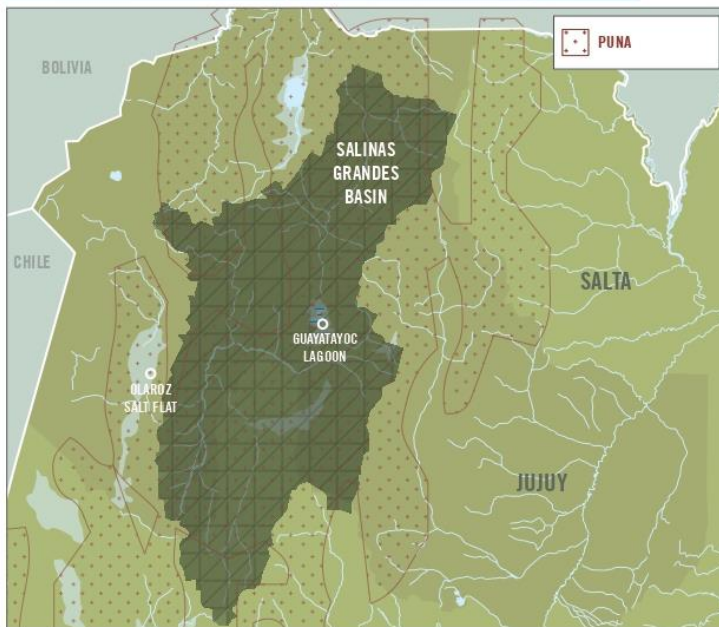 PUNA
BOLIVIA
SALINAS
GRANDES
BASIN
CHILE
SALTA
GUAYATAYOC
LAGOON
OLAROZ
SALT FLAT
JUJUY